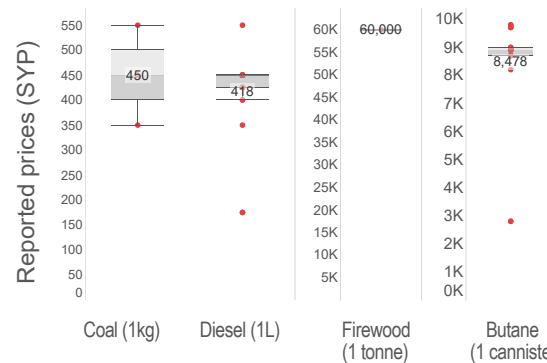 Reported prices (SYP)
550
500
450
400
350
300
250
200
150
100
50
0
450
418
60K
55K
50K
45K
40K
35K
30K
25K
20K
15K
10K
5K
60,000
10K
9K
8K
7K
6K
5K
4K
3K
2K
1K
0K
8,478
Coal (1kg)
Diesel (1L)
Firewood
(1 tonne)
Butane
(1 canniste